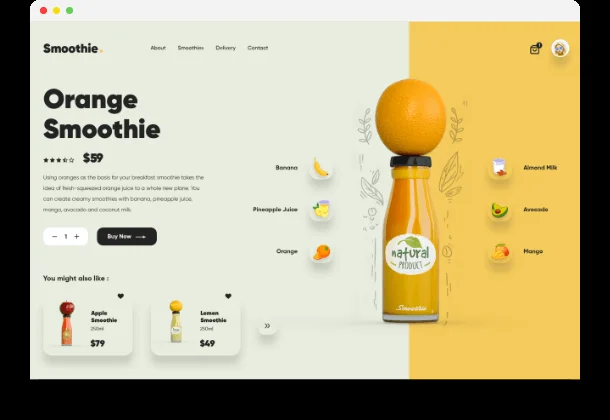 Smoothie.
About Smoothies Delivery Contact
1
Orange
Smoothie
$59
Using oranges as the basis for your breakfast smoothie takes the
idea of fresh-squeezed orange juice to a whole new plane. You
can create creamy smoothies with banana, pineapple juice,
mango, avocado and coconut milk.
− 1 +
Buy Now
Banana
Pineapple Juice
Orange
natural
PRODUCT
Smoothie
Almond Milk
Avocado
Mango
You might also like :
Apple
Smoothie
250ml
$79
Lemon
Smoothie
250ml
$49
»